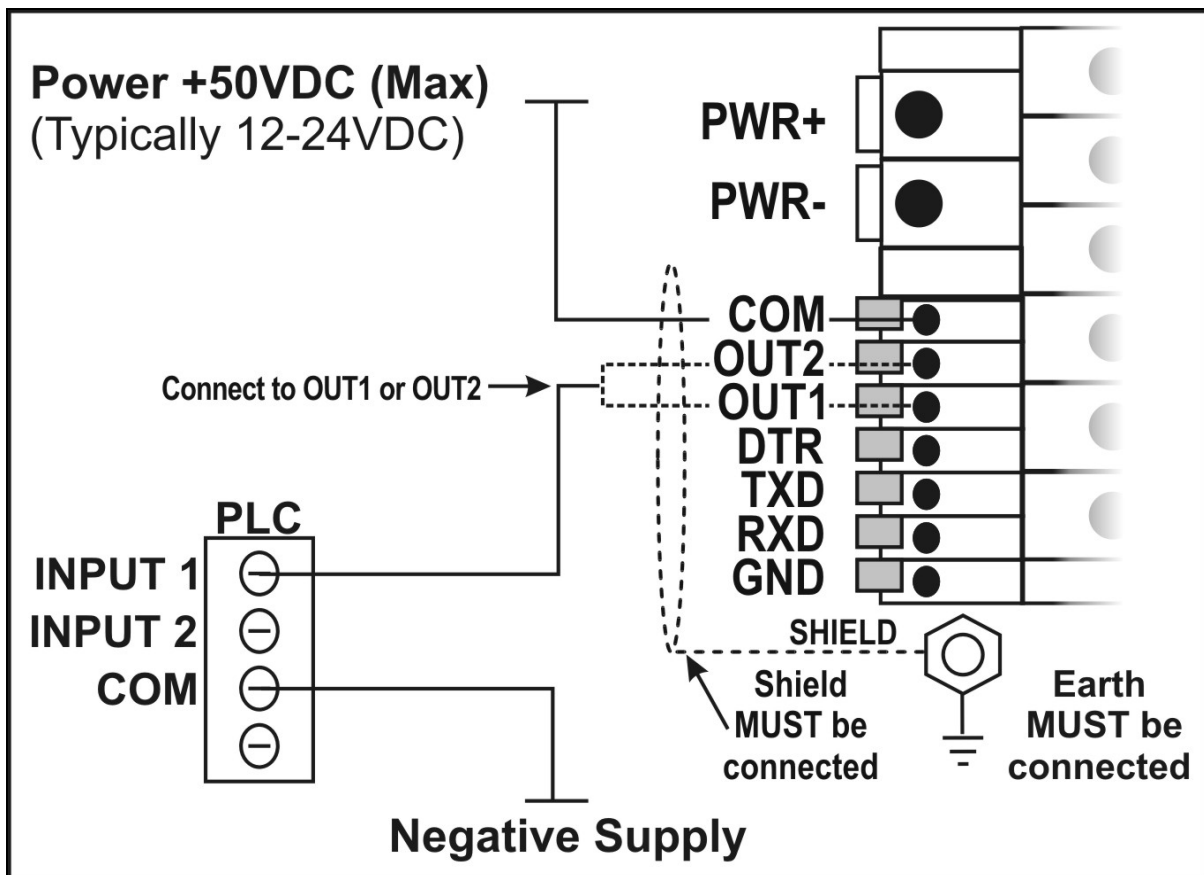 Power +50VDC (Max)
(Typically 12-24VDC)
PWR+
PWR-
COM
OUT2
Connect to OUT1 or OUT2
OUT1
DTR
TXD
RXD
GND
PLC
INPUT 1
INPUT 2
COM
SHIELD
Shield
MUST be
connected
Earth
MUST be
connected
Negative Supply